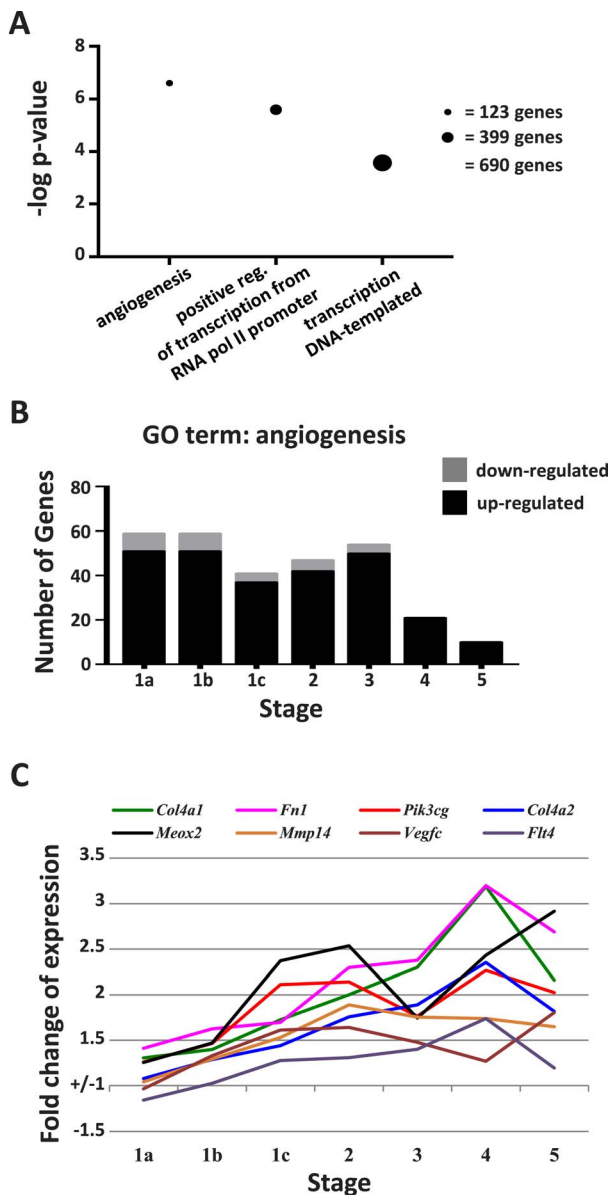 A
8
6
4
2
0
-log p-value
= 123 genes
= 399 genes
= 690 genes
angiogenesis
positive reg.
of transcription from
RNA pol II promoter
transcription
DNA-templated
B
GO term: angiogenesis
down-regulated
up-regulated
80
60
40
20
0
Number of Genes
1a 1b 1c 2 3 4 5
Stage
C
Col4a1 Fn1 Pik3cg Col4a2
Meox2 Mmp14 Vegfc Flt4
3.5
3
2.5
2
1.5
+/-1
-1.5
Fold change of expression
1a 1b 1c 2 3 4 5
Stage